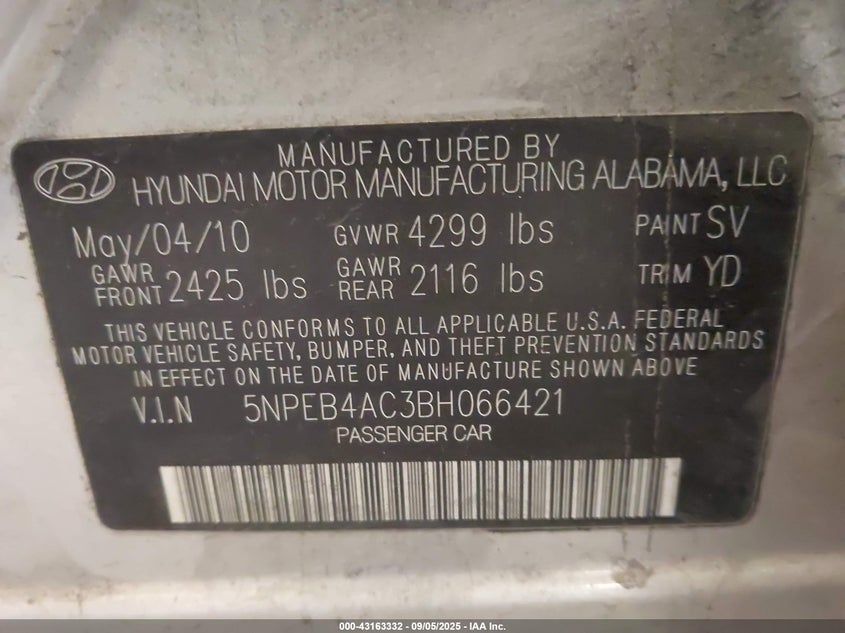 MANUFACTURED BY
HYUNDAI MOTOR MANUFACTURING ALABAMA, LLC
May/04/10 GVWR 4299 lbs PAINT SV
GAWR FRONT 2425 lbs GAWR REAR 2116 lbs TRIM YD
THIS VEHICLE CONFORMS TO ALL APPLICABLE U.S.A. FEDERAL
MOTOR VEHICLE SAFETY, BUMPER, AND THEFT PREVENTION STANDARDS
IN EFFECT ON THE DATE OF MANUFACTURE SHOWN ABOVE
V.I.N 5NPEB4AC3BH066421
PASSENGER CAR
000-43163332 - 09/05/2025 - IAA Inc.